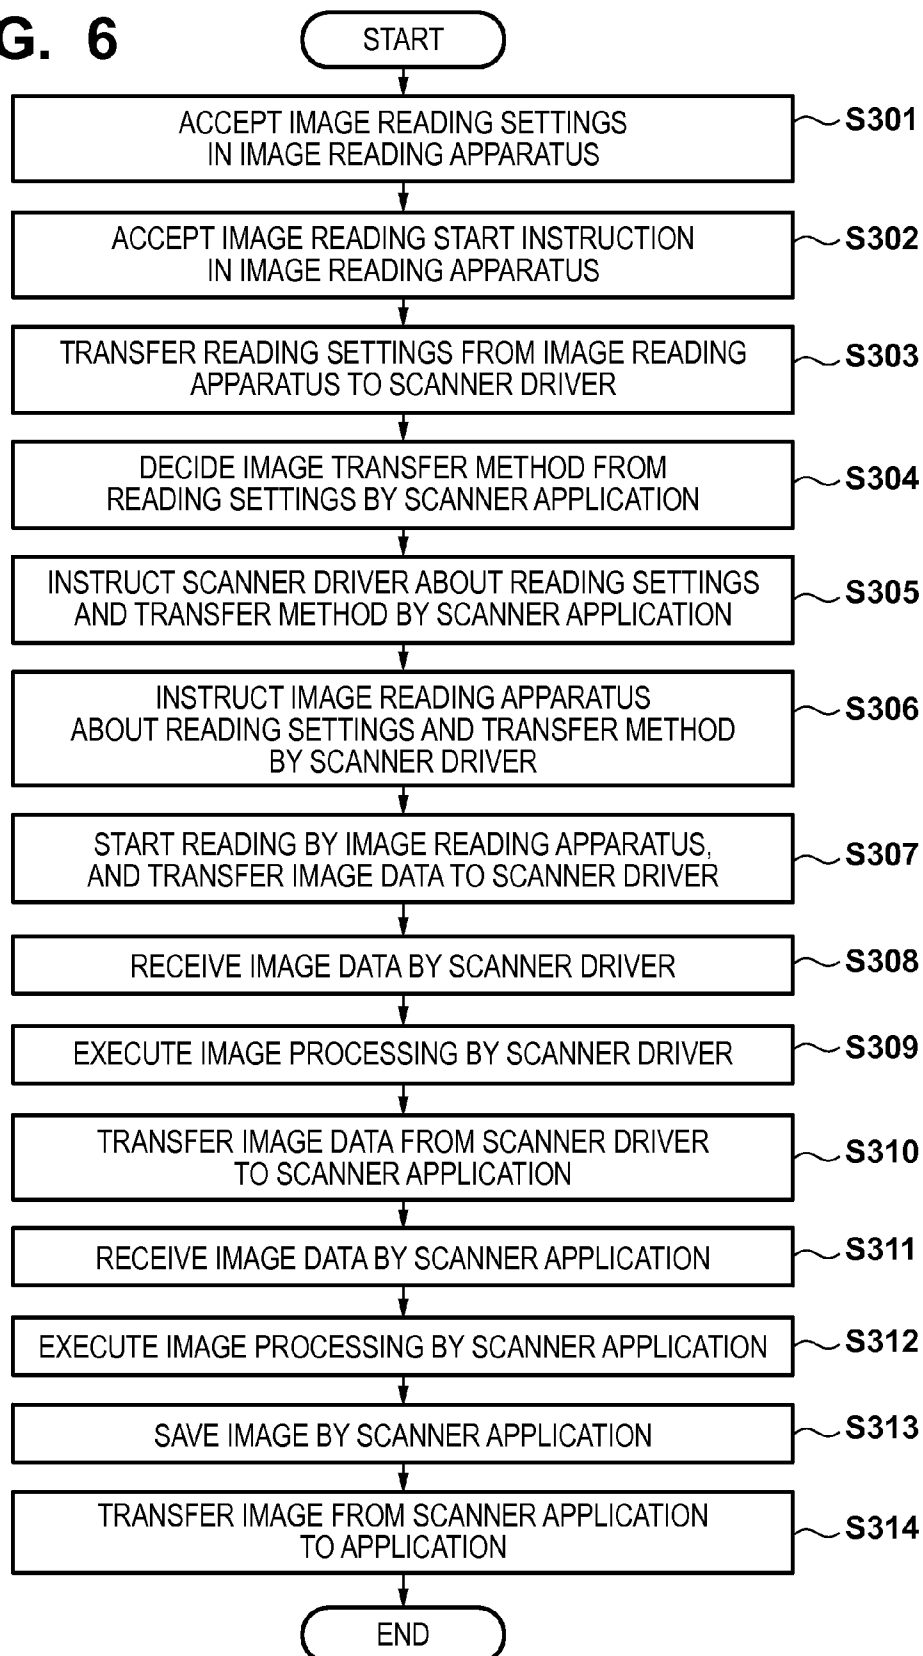 G. 6
START
ACCEPT IMAGE READING SETTINGS
IN IMAGE READING APPARATUS
S301
ACCEPT IMAGE READING START INSTRUCTION
IN IMAGE READING APPARATUS
S302
TRANSFER READING SETTINGS FROM IMAGE READING
APPARATUS TO SCANNER DRIVER
S303
DECIDE IMAGE TRANSFER METHOD FROM
READING SETTINGS BY SCANNER APPLICATION
S304
INSTRUCT SCANNER DRIVER ABOUT READING SETTINGS
AND TRANSFER METHOD BY SCANNER APPLICATION
S305
INSTRUCT IMAGE READING APPARATUS
ABOUT READING SETTINGS AND TRANSFER METHOD
BY SCANNER DRIVER
S306
START READING BY IMAGE READING APPARATUS,
AND TRANSFER IMAGE DATA TO SCANNER DRIVER
S307
RECEIVE IMAGE DATA BY SCANNER DRIVER
S308
EXECUTE IMAGE PROCESSING BY SCANNER DRIVER
S309
TRANSFER IMAGE DATA FROM SCANNER DRIVER
TO SCANNER APPLICATION
S310
RECEIVE IMAGE DATA BY SCANNER APPLICATION
S311
EXECUTE IMAGE PROCESSING BY SCANNER APPLICATION
S312
SAVE IMAGE BY SCANNER APPLICATION
S313
TRANSFER IMAGE FROM SCANNER APPLICATION
TO APPLICATION
S314
END